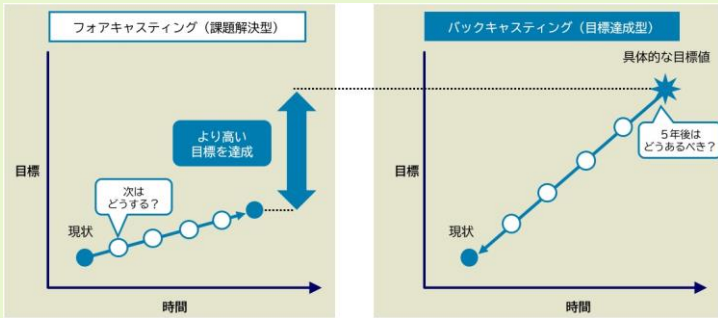 フォアキャスティング（課題解決型）
目標
現状
次は
どうする？
より高い
目標を達成
時間
バックキャスティング（目標達成型）
具体的な目標値
5年後は
どうあるべき？
目標
現状
時間